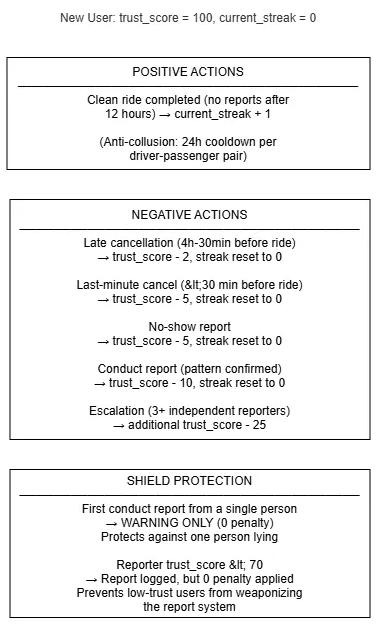 New User: trust_score = 100, current_streak = 0
POSITIVE ACTIONS
Clean ride completed (no reports after
12 hours) → current_streak + 1
(Anti-collusion: 24h cooldown per
driver-passenger pair)
NEGATIVE ACTIONS
Late cancellation (4h-30min before ride)
→ trust_score - 2, streak reset to 0
Last-minute cancel (&lt;30 min before ride)
→ trust_score - 5, streak reset to 0
No-show report
→ trust_score - 5, streak reset to 0
Conduct report (pattern confirmed)
→ trust_score - 10, streak reset to 0
Escalation (3+ independent reporters)
→ additional trust_score - 25
SHIELD PROTECTION
First conduct report from a single person
→ WARNING ONLY (0 penalty)
Protects against one person lying
Reporter trust_score &lt; 70
→ Report logged, but 0 penalty applied
Prevents low-trust users from weaponizing
the report system